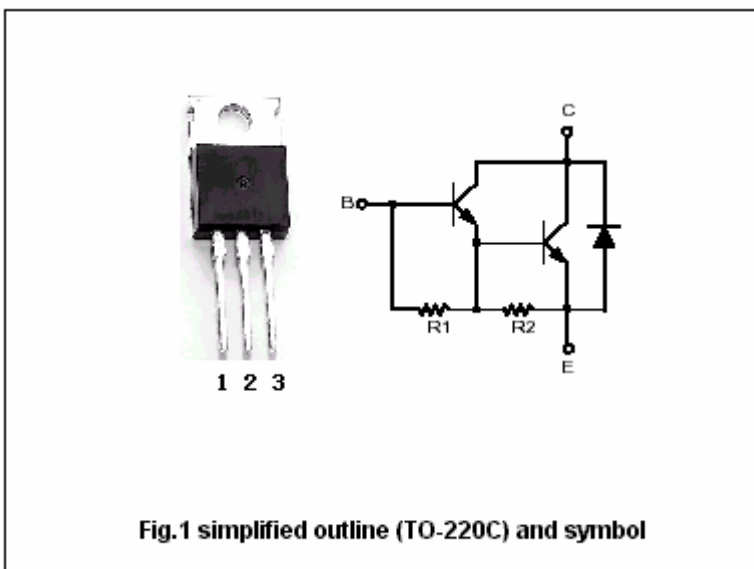 C
B
R1 R2
E
1 2 3
Fig.1 simplified outline (TO-220C) and symbol